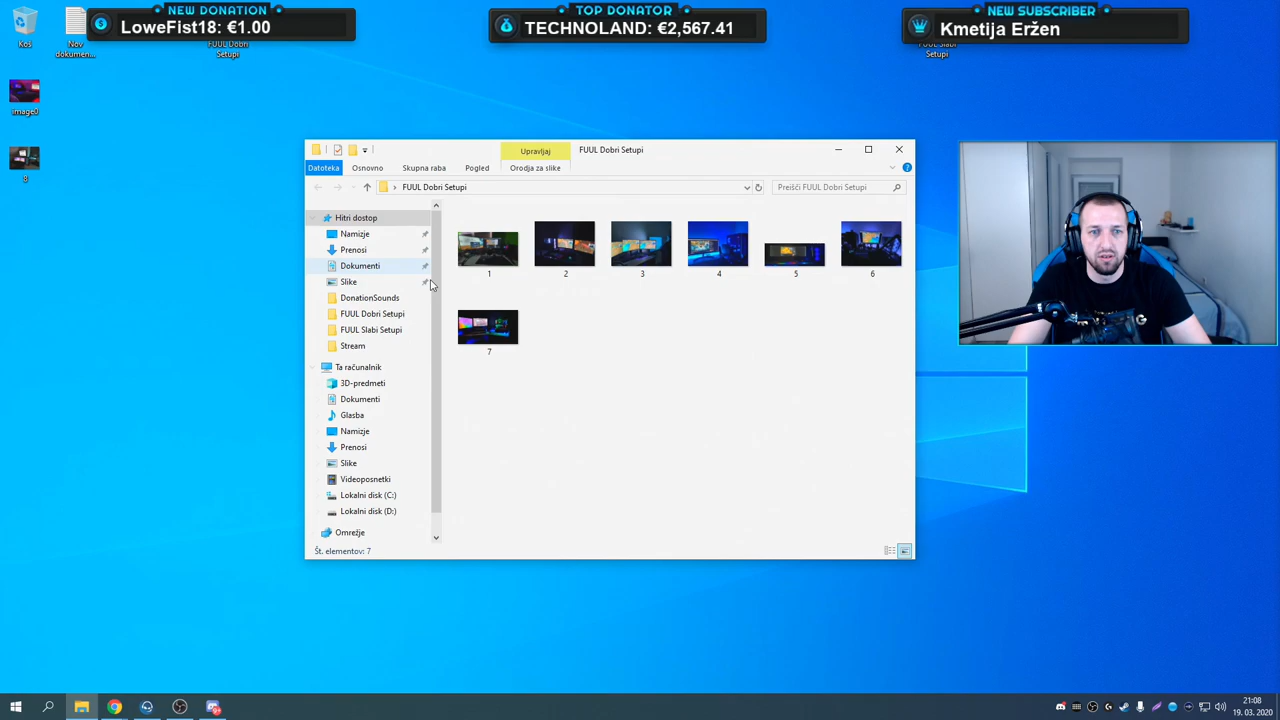 NEW DONATION
LoweFist18: €1.00
TOP DONATOR
TECHNOLAND: €2,567.41
NEW SUBSCRIBER
Kmetija Eržen
Koš
Nov
dokumen...
FUUL Dobri
Setupi
FUUL Slabi
Setupi
image0
8
Upravljaj
FUUL Dobri Setupi
Datoteka
Osnovno
Skupna raba
Pogled
Orodja za slike
FUUL Dobri Setupi
Preišči FUUL Dobri Setupi
Hitri dostop
Namizje
Prenosi
Dokumenti
Slike
DonationSounds
FUUL Dobri Setupi
FUUL Slabi Setupi
Stream
Ta računalnik
3D-predmeti
Dokumenti
Glasba
Namizje
Prenosi
Slike
Videoposnetki
Lokalni disk (C:)
Lokalni disk (D:)
Omrežje
1
2
3
4
5
6
7
Št. elementov: 7
21:08
19. 03. 2020